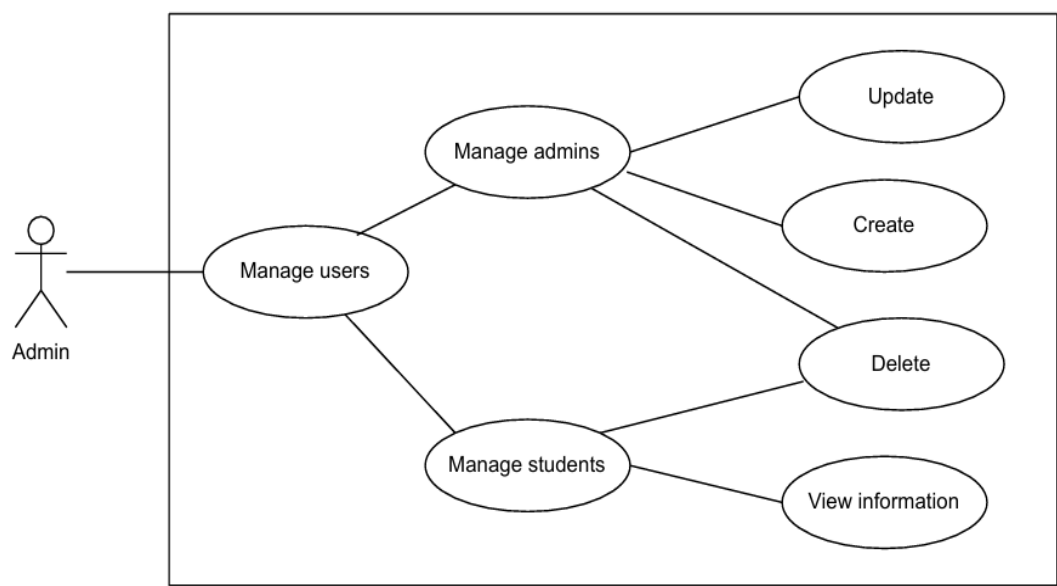 Update
Manage admins
Create
Manage users
Admin
Delete
Manage students
View information